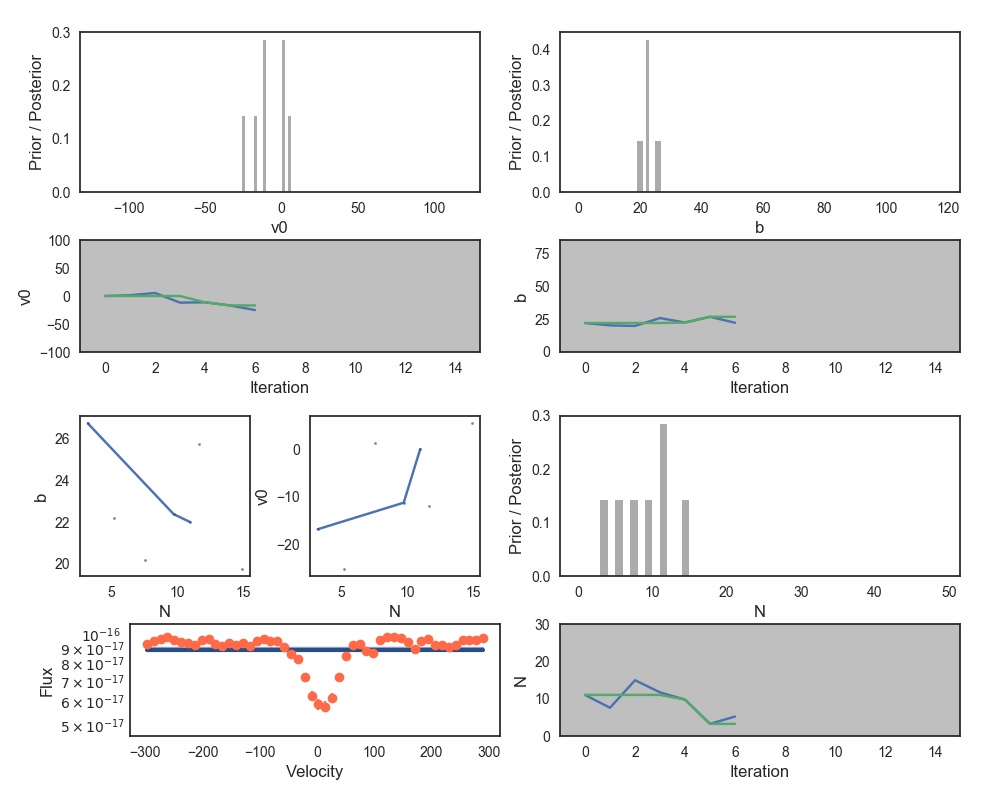 0.3
0.2
0.1
0.0
Prior / Posterior
−100 −50 0 50 100
v0
0.4
0.3
0.2
0.1
0.0
Prior / Posterior
0 20 40 60 80 100 120
b
100
50
0
−50
−100
v0
0 2 4 6 8 10 12 14
Iteration
75
50
25
0
b
0 2 4 6 8 10 12 14
Iteration
26
24
22
20
b
5 10 15
N
0
−10
−20
v0
5 10 15
N
0.3
0.2
0.1
0.0
Prior / Posterior
0 10 20 30 40 50
N
10⁻¹⁶
9 × 10⁻¹⁷
8 × 10⁻¹⁷
7 × 10⁻¹⁷
6 × 10⁻¹⁷
5 × 10⁻¹⁷
Flux
−300 −200 −100 0 100 200 300
Velocity
30
20
10
0
N
0 2 4 6 8 10 12 14
Iteration